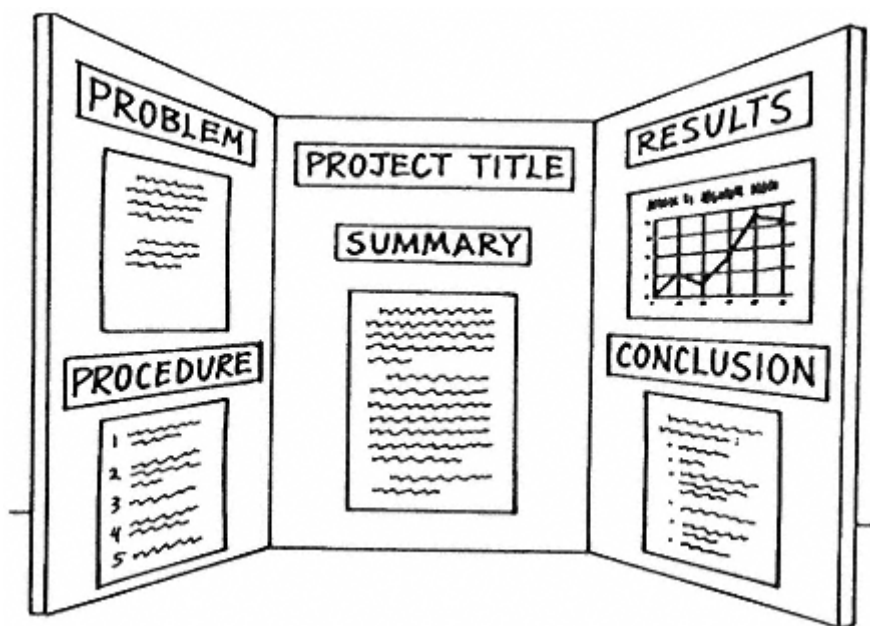 PROBLEM
PROCEDURE
1
2
3
4
5
PROJECT TITLE
SUMMARY
RESULTS
CONCLUSION